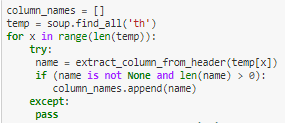 column_names = []
temp = soup.find_all('th')
for x in range(len(temp)):
    try:
     name = extract_column_from_header(temp[x])
     if (name is not None and len(name) > 0):
        column_names.append(name)
    except:
     pass